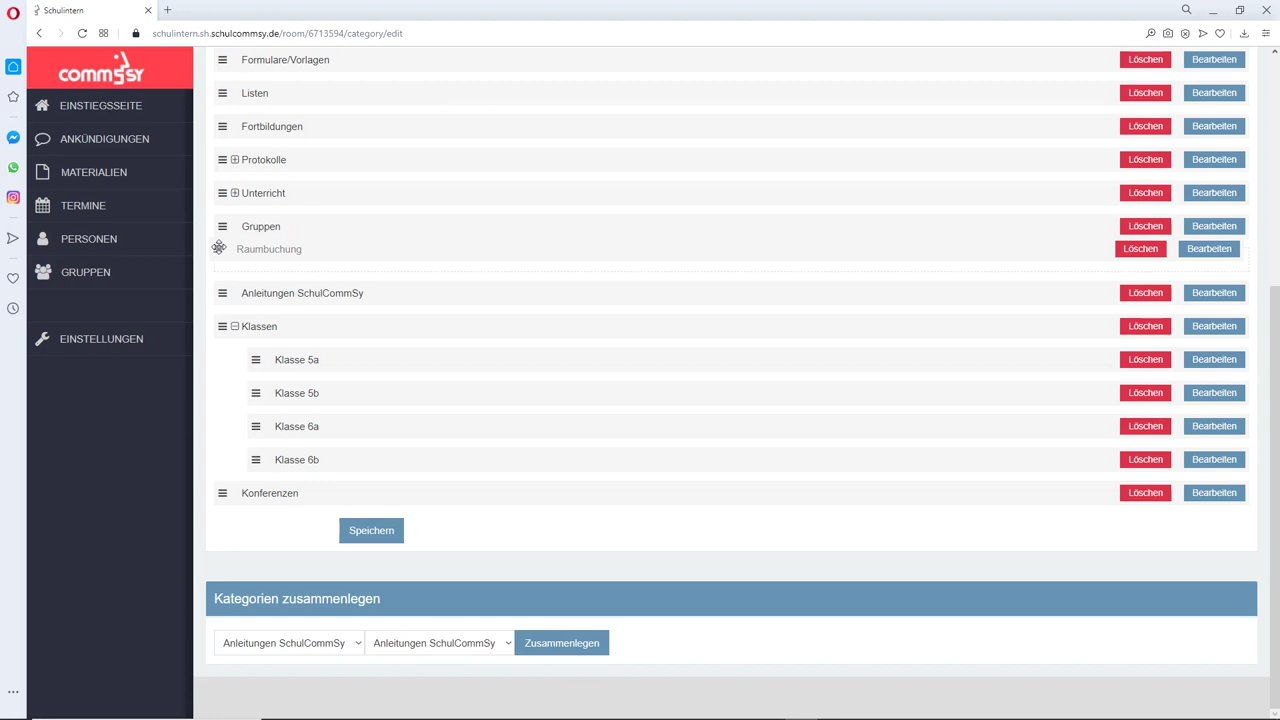 Schulintern
schulintern.sh.schulcommsy.de/room/6713594/category/edit
commsy
EINSTIEGSSEITE
ANKÜNDIGUNGEN
MATERIALIEN
TERMINE
PERSONEN
GRUPPEN
EINSTELLUNGEN
Formulare/Vorlagen Löschen Bearbeiten
Listen Löschen Bearbeiten
Fortbildungen Löschen Bearbeiten
Protokolle Löschen Bearbeiten
Unterricht Löschen Bearbeiten
Gruppen Löschen Bearbeiten
Raumbuchung Löschen Bearbeiten
Anleitungen SchulCommSy Löschen Bearbeiten
Klassen Löschen Bearbeiten
Klasse 5a Löschen Bearbeiten
Klasse 5b Löschen Bearbeiten
Klasse 6a Löschen Bearbeiten
Klasse 6b Löschen Bearbeiten
Konferenzen Löschen Bearbeiten
Speichern
Kategorien zusammenlegen
Anleitungen SchulCommSy Anleitungen SchulCommSy Zusammenlegen